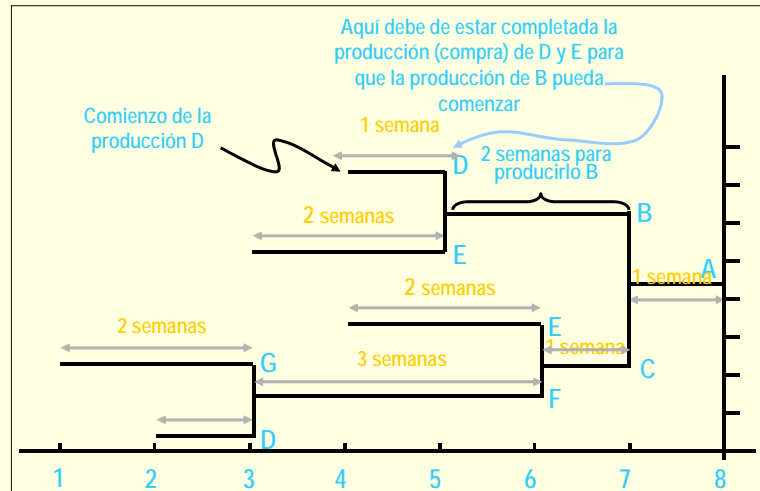 Aquí debe de estar completada la
producción (compra) de D y E para
que la producción de B pueda
comenzar
Comienzo de la
producción D
1 semana
D
2 semanas para
producirlo B
B
2 semanas
E
A
1 semana
2 semanas
E
2 semanas
1 semana
G
3 semanas
C
F
D
1 2 3 4 5 6 7 8